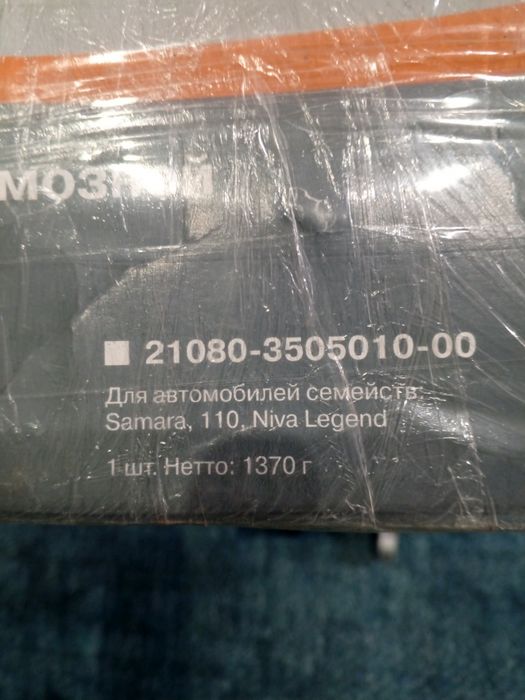 МОЗНОЙ
■ 21080-3505010-00
Для автомобилей семейств:
Samara, 110, Niva Legend
1 шт. Нетто: 1370 г